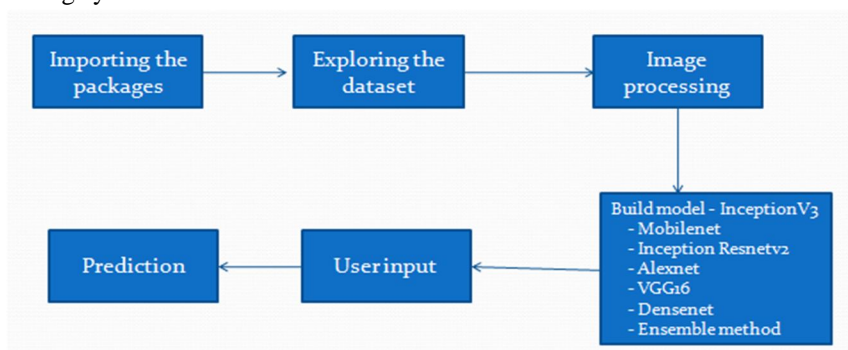 Importing the
packages
Exploring the
dataset
Image
processing
Build model - InceptionV3
- Mobilenet
- Inception Resnetv2
- Alexnet
- VGG16
- Densenet
- Ensemble method
User input
Prediction